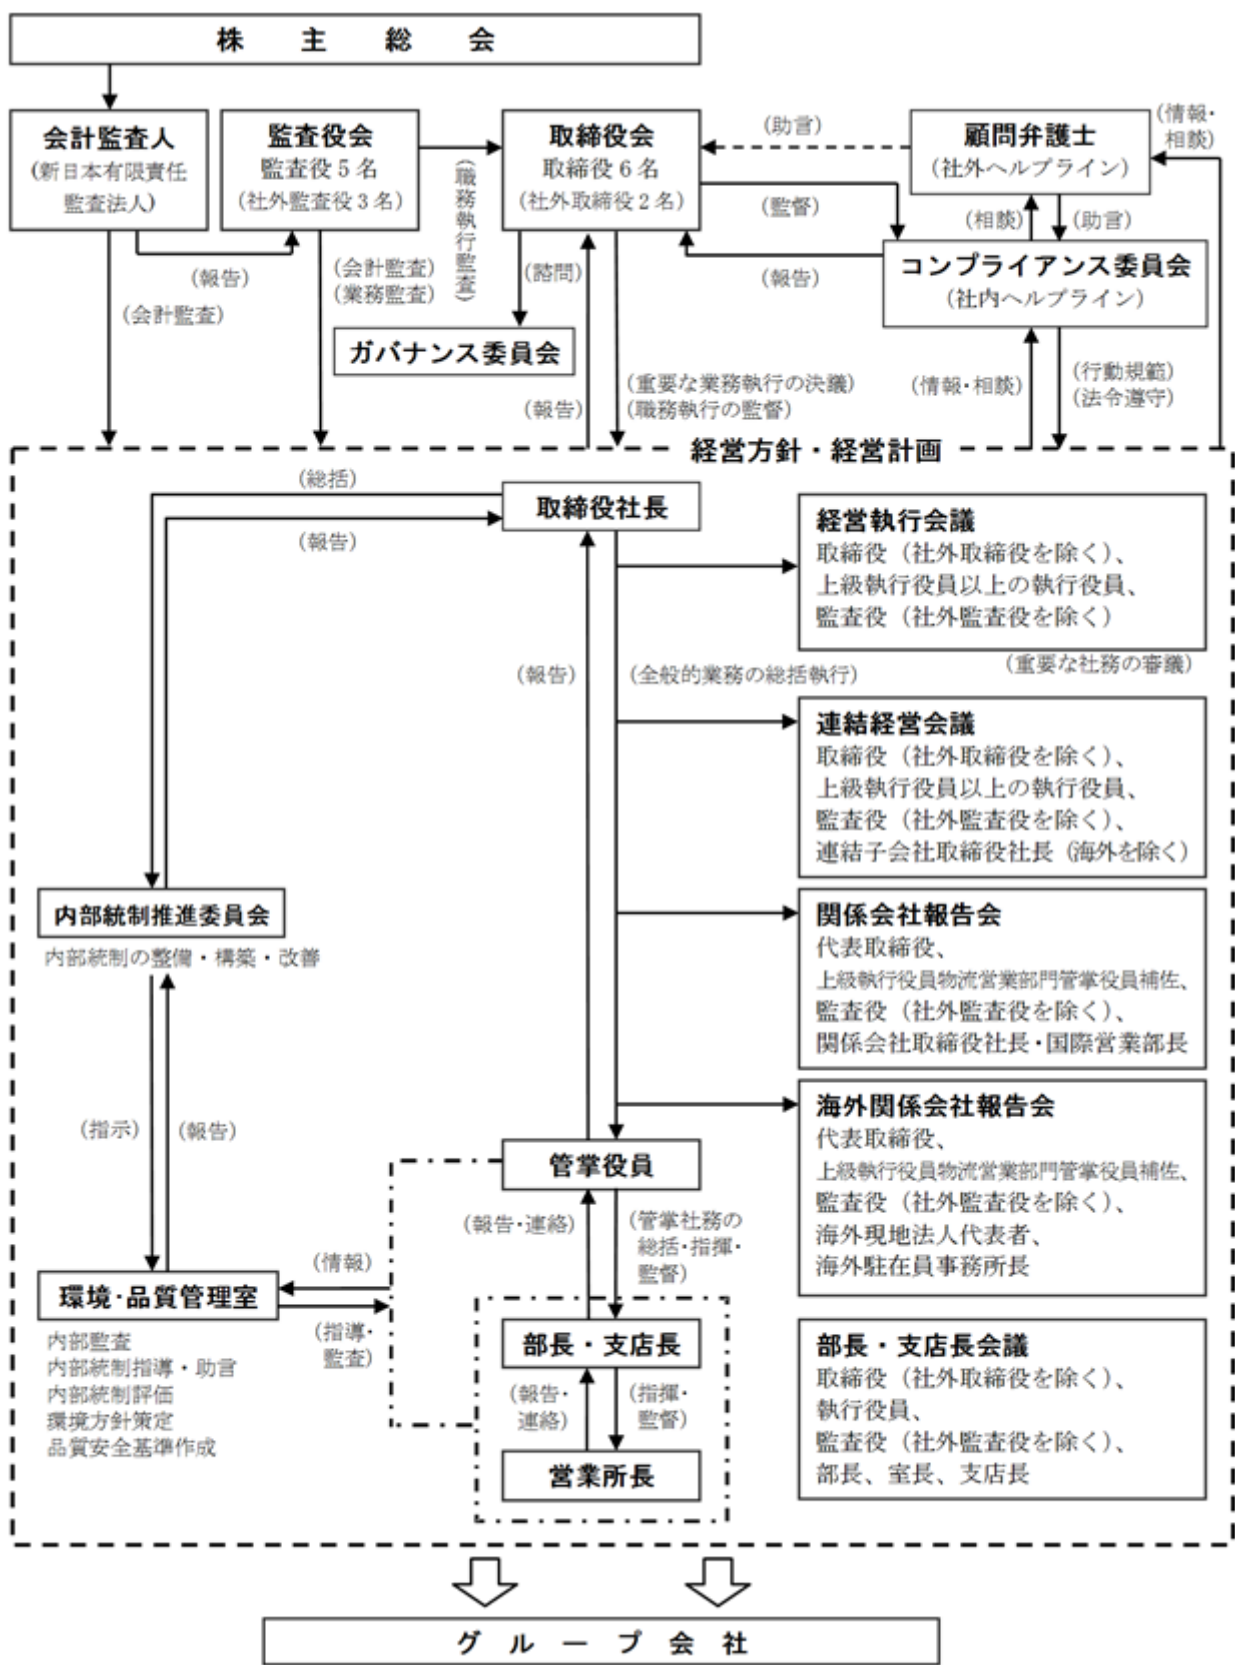 株主総会
会計監査人
(新日本有限責任
監査法人)
監査役会
監査役5名
(社外監査役3名)
取締役会
取締役6名
(社外取締役2名)
顧問弁護士
(社外ヘルプライン)
(情報・
相談)
(助言)
(職務執行監査)
(監督)
(相談)
(助言)
コンプライアンス委員会
(社内ヘルプライン)
(報告)
(報告)
(会計監査)
(会計監査)
(業務監査)
(諮問)
ガバナンス委員会
(報告)
(重要な業務執行の決議)
(職務執行の監督)
(情報・相談)
(行動規範)
(法令遵守)
経営方針・経営計画
(総括)
(報告)
取締役社長
経営執行会議
取締役(社外取締役を除く)、
上級執行役員以上の執行役員、
監査役(社外監査役を除く)
(重要な社務の審議)
(報告)
(全般的業務の総括執行)
連結経営会議
取締役(社外取締役を除く)、
上級執行役員以上の執行役員、
監査役(社外監査役を除く)、
連結子会社取締役社長(海外を除く)
内部統制推進委員会
内部統制の整備・構築・改善
関係会社報告会
代表取締役、
上級執行役員物流営業部門管掌役員補佐、
監査役(社外監査役を除く)、
関係会社取締役社長・国際営業部長
(指示)
(報告)
海外関係会社報告会
代表取締役、
上級執行役員物流営業部門管掌役員補佐、
監査役(社外監査役を除く)、
海外現地法人代表者、
海外駐在員事務所長
管掌役員
(報告・連絡)
(管掌社務の
総括・指揮・
監督)
(情報)
環境・品質管理室
(指導・
監査)
内部監査
内部統制指導・助言
内部統制評価
環境方針策定
品質安全基準作成
部長・支店長
(報告・
連絡)
(指揮・
監督)
営業所長
部長・支店長会議
取締役(社外取締役を除く)、
執行役員、
監査役(社外監査役を除く)、
部長、室長、支店長
グループ会社